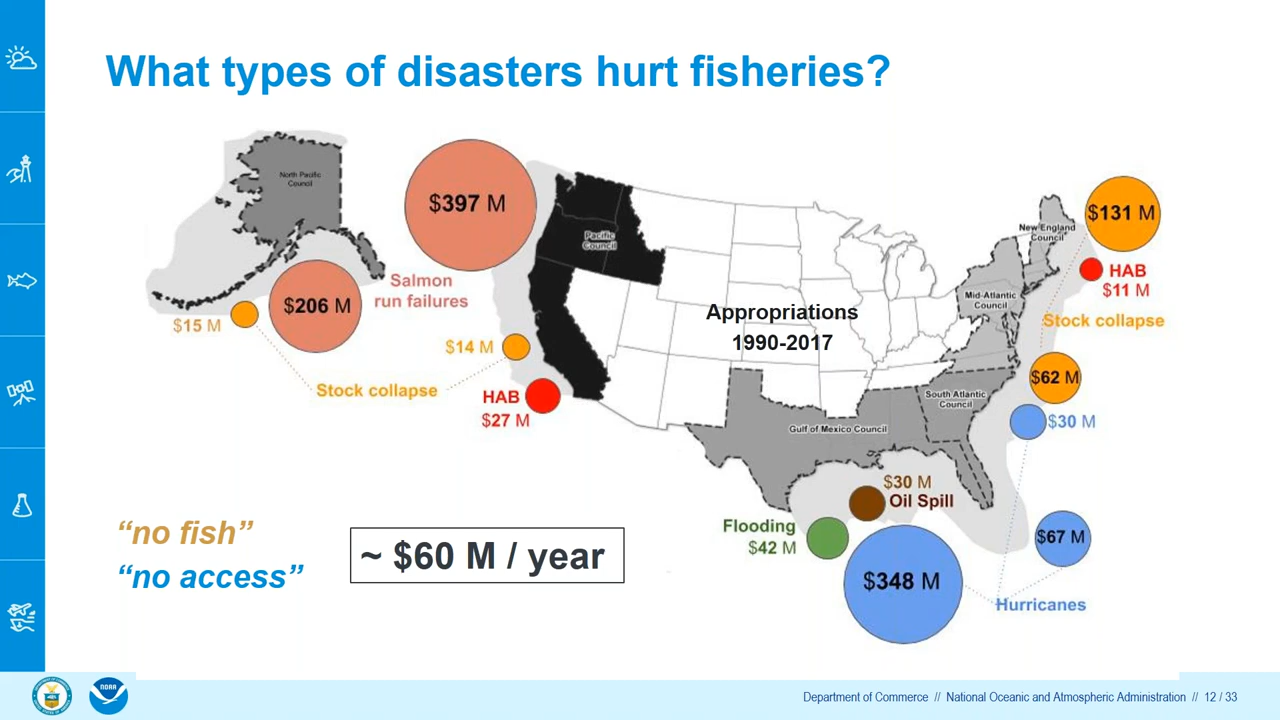 What types of disasters hurt fisheries?
North Pacific
Council
$397 M
Pacific
Council
New England
Council
$131 M
HAB
$11 M
Salmon
run failures
$206 M
$15 M
Mid-Atlantic
Council
Stock collapse
Appropriations
1990-2017
$14 M
Stock collapse
HAB
$27 M
$62 M
South Atlantic
Council
$30 M
Gulf of Mexico Council
$30 M
Oil Spill
Flooding
$42 M
$67 M
$348 M
Hurricanes
“no fish”
“no access”
~ $60 M / year
NOAA
Department of Commerce // National Oceanic and Atmospheric Administration // 12 / 33